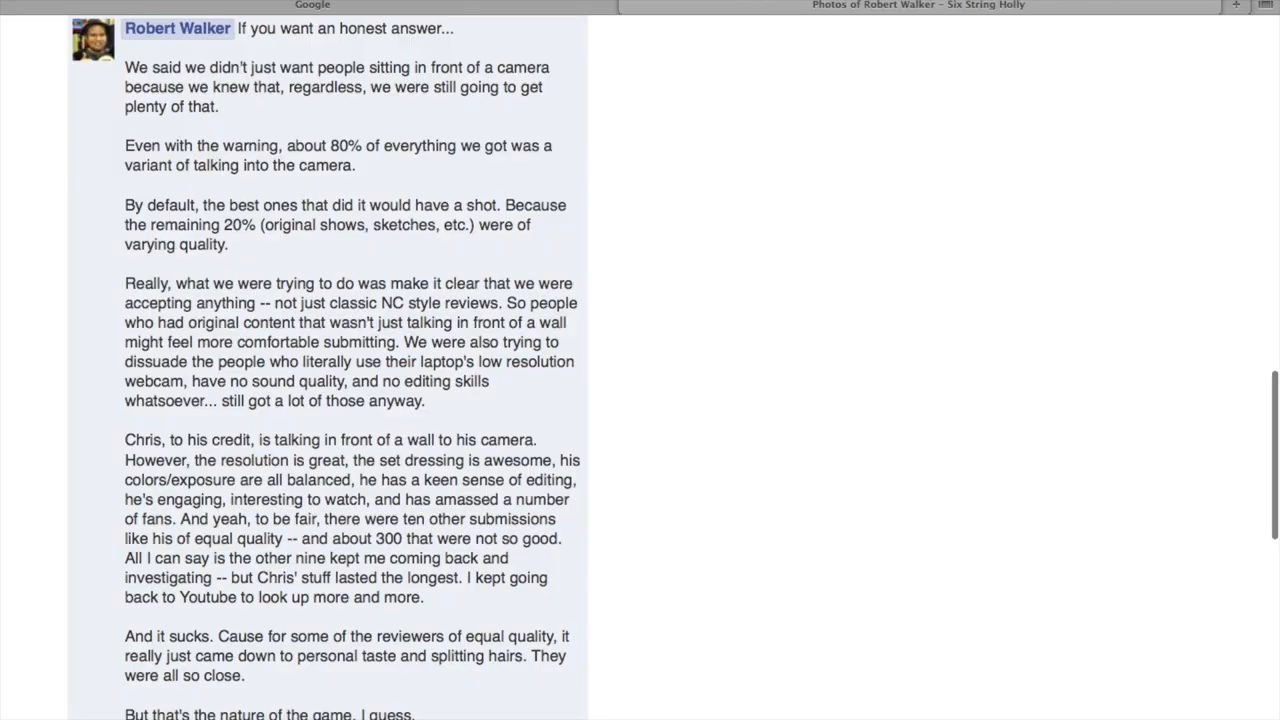 Google
Photos of Robert Walker - Six String Holly
Robert Walker If you want an honest answer...
We said we didn't just want people sitting in front of a camera
because we knew that, regardless, we were still going to get
plenty of that.
Even with the warning, about 80% of everything we got was a
variant of talking into the camera.
By default, the best ones that did it would have a shot. Because
the remaining 20% (original shows, sketches, etc.) were of
varying quality.
Really, what we were trying to do was make it clear that we were
accepting anything -- not just classic NC style reviews. So people
who had original content that wasn't just talking in front of a wall
might feel more comfortable submitting. We were also trying to
dissuade the people who literally use their laptop's low resolution
webcam, have no sound quality, and no editing skills
whatsoever... still got a lot of those anyway.
Chris, to his credit, is talking in front of a wall to his camera.
However, the resolution is great, the set dressing is awesome, his
colors/exposure are all balanced, he has a keen sense of editing,
he's engaging, interesting to watch, and has amassed a number
of fans. And yeah, to be fair, there were ten other submissions
like his of equal quality -- and about 300 that were not so good.
All I can say is the other nine kept me coming back and
investigating -- but Chris' stuff lasted the longest. I kept going
back to Youtube to look up more and more.
And it sucks. Cause for some of the reviewers of equal quality, it
really just came down to personal taste and splitting hairs. They
were all so close.
But that's the nature of the game, I guess.